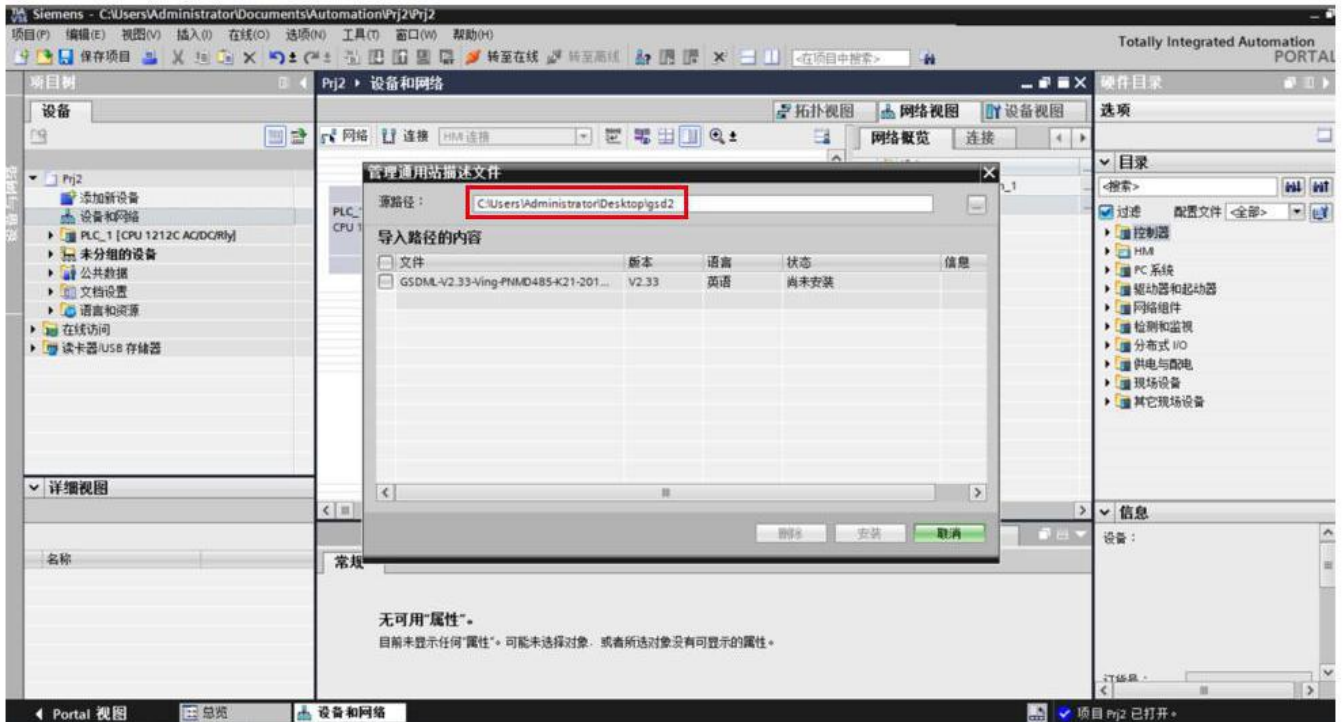 Siemens - C:\Users\Administrator\Documents\Automation\Prj2\Prj2
项目(P) 编辑(E) 视图(V) 插入(I) 在线(O) 选项(N) 工具(T) 窗口(W) 帮助(H)
Totally Integrated Automation
PORTAL
保存项目 转至在线 转至离线 <在项目中搜索>
项目树
设备
Prj2
添加新设备
设备和网络
PLC_1 [CPU 1212C AC/DC/Rly]
未分组的设备
公共数据
文档设置
语言和资源
在线访问
读卡器/USB 存储器
详细视图
名称
Prj2 ▸ 设备和网络
拓扑视图 网络视图 设备视图
网络 连接 HMI 连接
网络概览 连接
PLC_
CPU 1
管理通用站描述文件
源路径: C:\Users\Administrator\Desktop\gsd2
导入路径的内容
文件 版本 语言 状态 信息
GSDML-V2.33-Ving-PNMD485-K21-201... V2.33 英语 尚未安装
删除 安装 取消
常规
无可用"属性"。
目前未显示任何"属性"。可能未选择对象，或者所选对象没有可显示的属性。
硬件目录
选项
目录
<搜索>
过滤 配置文件 <全部>
控制器
HMI
PC 系统
驱动器和起动器
网络组件
检测和监视
分布式 I/O
供电与配电
现场设备
其它现场设备
信息
设备:
订货号:
Portal 视图 总览 设备和网络 项目 Prj2 已打开。